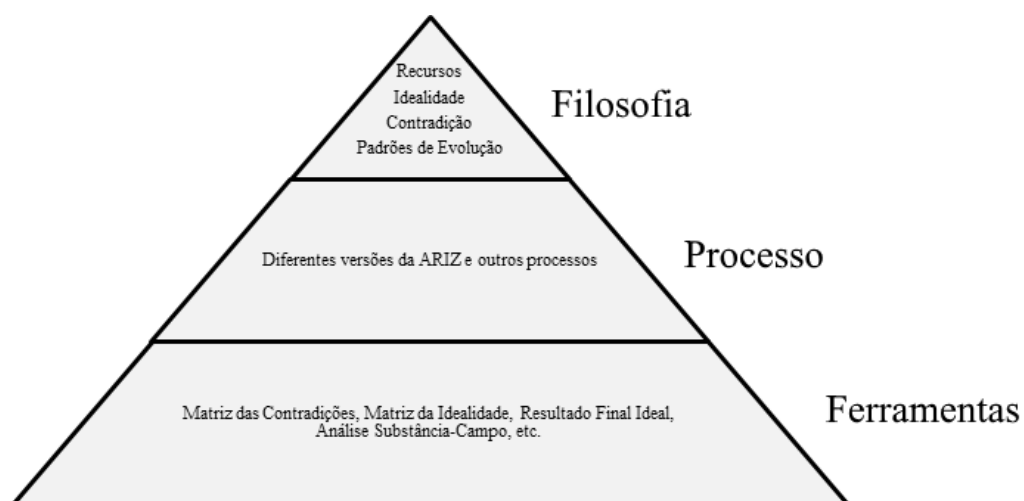 Recursos
Idealidade
Contradição
Padrões de Evolução
Filosofia
Diferentes versões da ARIZ e outros processos
Processo
Matriz das Contradições, Matriz da Idealidade, Resultado Final Ideal,
Análise Substância-Campo, etc.
Ferramentas